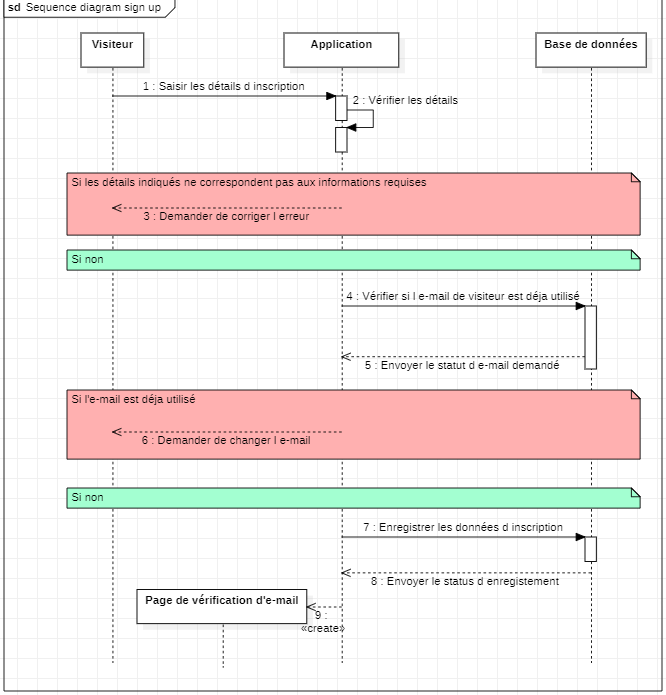 sd Sequence diagram sign up
Visiteur
Application
Base de données
1 : Saisir les détails d inscription
2 : Vérifier les détails
Si les détails indiqués ne correspondent pas aux informations requises
3 : Demander de corriger l erreur
Si non
4 : Vérifier si l e-mail de visiteur est déja utilisé
5 : Envoyer le statut d e-mail demandé
Si l'e-mail est déja utilisé
6 : Demander de changer l e-mail
Si non
7 : Enregistrer les données d inscription
8 : Envoyer le status d enregistement
Page de vérification d'e-mail
9 :
«create»